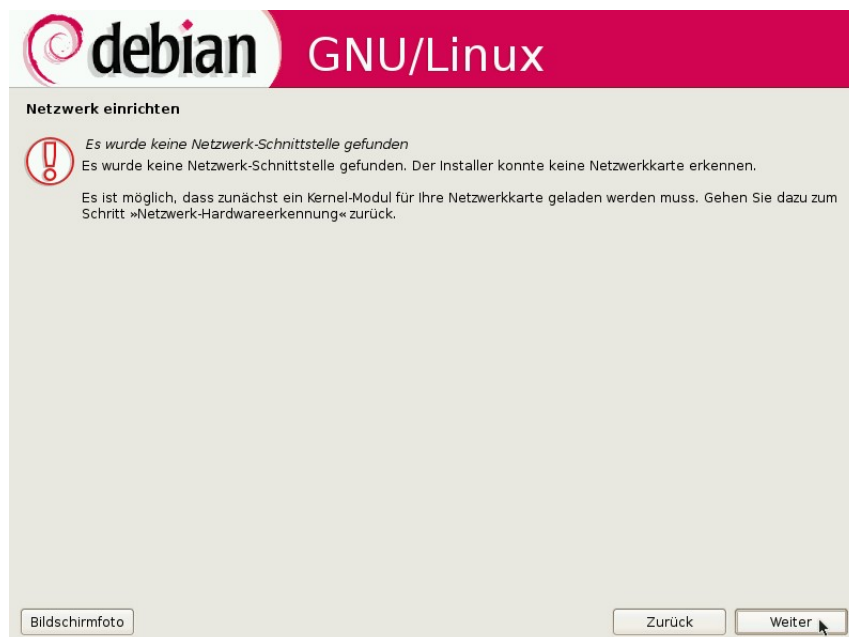 debian GNU/Linux
Netzwerk einrichten
Es wurde keine Netzwerk-Schnittstelle gefunden
Es wurde keine Netzwerk-Schnittstelle gefunden. Der Installer konnte keine Netzwerkkarte erkennen.
Es ist möglich, dass zunächst ein Kernel-Modul für Ihre Netzwerkkarte geladen werden muss. Gehen Sie dazu zum
Schritt »Netzwerk-Hardwareerkennung« zurück.
Bildschirmfoto
Zurück
Weiter